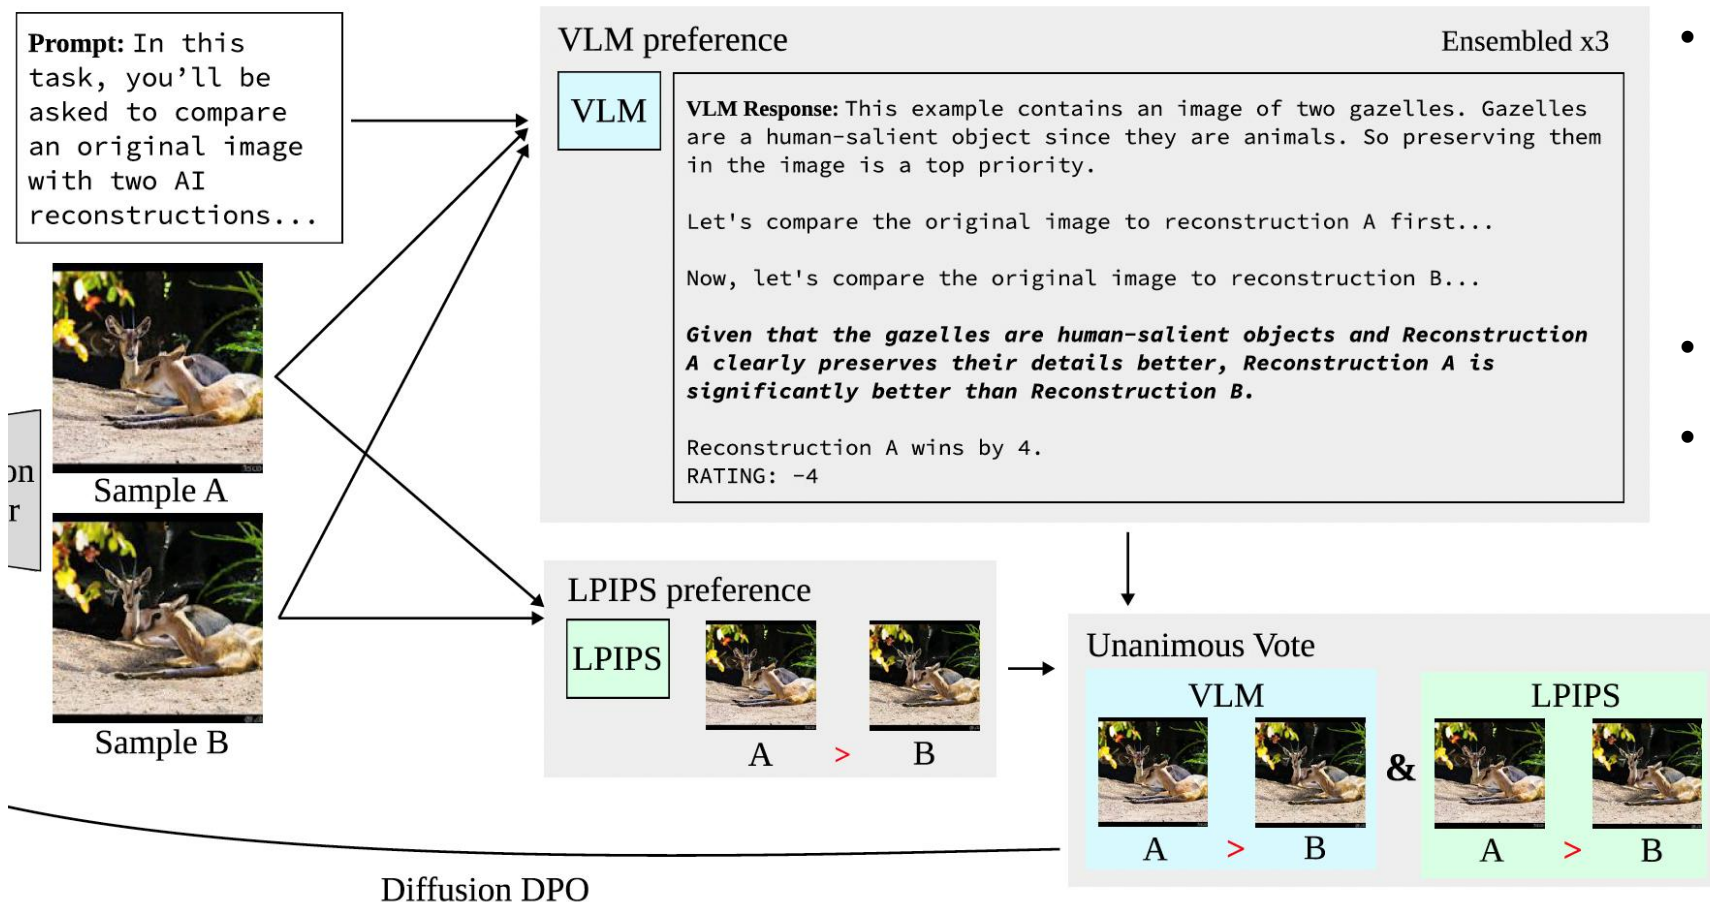 Prompt: In this
task, you’ll be
asked to compare
an original image
with two AI
reconstructions...
on
r
Sample A
Sample B
VLM preference
Ensembled x3
VLM
VLM Response: This example contains an image of two gazelles. Gazelles
are a human-salient object since they are animals. So preserving them
in the image is a top priority.
Let's compare the original image to reconstruction A first...
Now, let's compare the original image to reconstruction B...
Given that the gazelles are human-salient objects and Reconstruction
A clearly preserves their details better, Reconstruction A is
significantly better than Reconstruction B.
Reconstruction A wins by 4.
RATING: -4
LPIPS preference
LPIPS
A > B
Unanimous Vote
VLM
A > B
&
LPIPS
A > B
Diffusion DPO